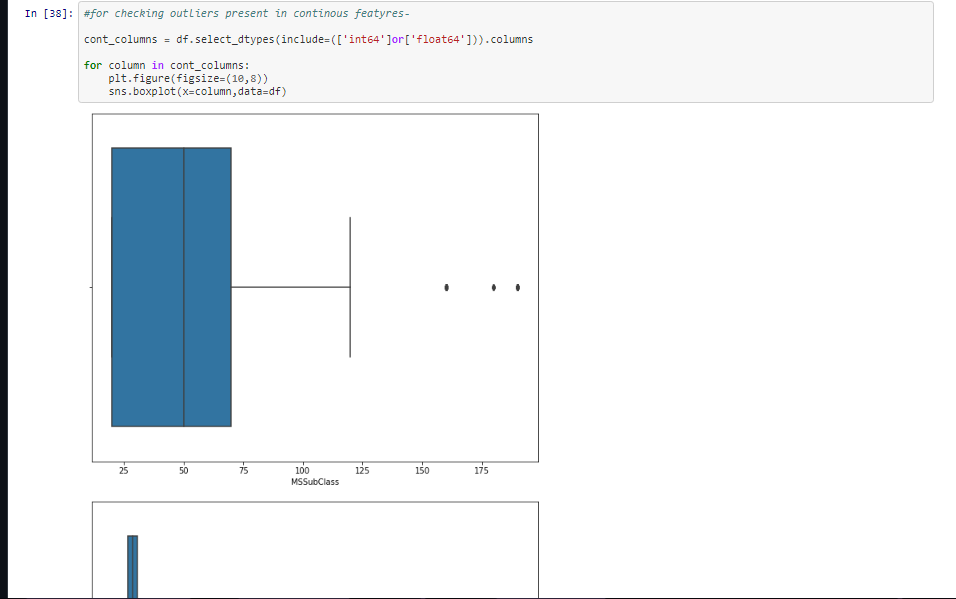 In [38]: #for checking outliers present in continous featyres-
cont_columns = df.select_dtypes(include=(['int64']or['float64'])).columns
for column in cont_columns:
plt.figure(figsize=(10,8))
sns.boxplot(x=column,data=df)
25 50 75 100 125 150 175
MSSubClass